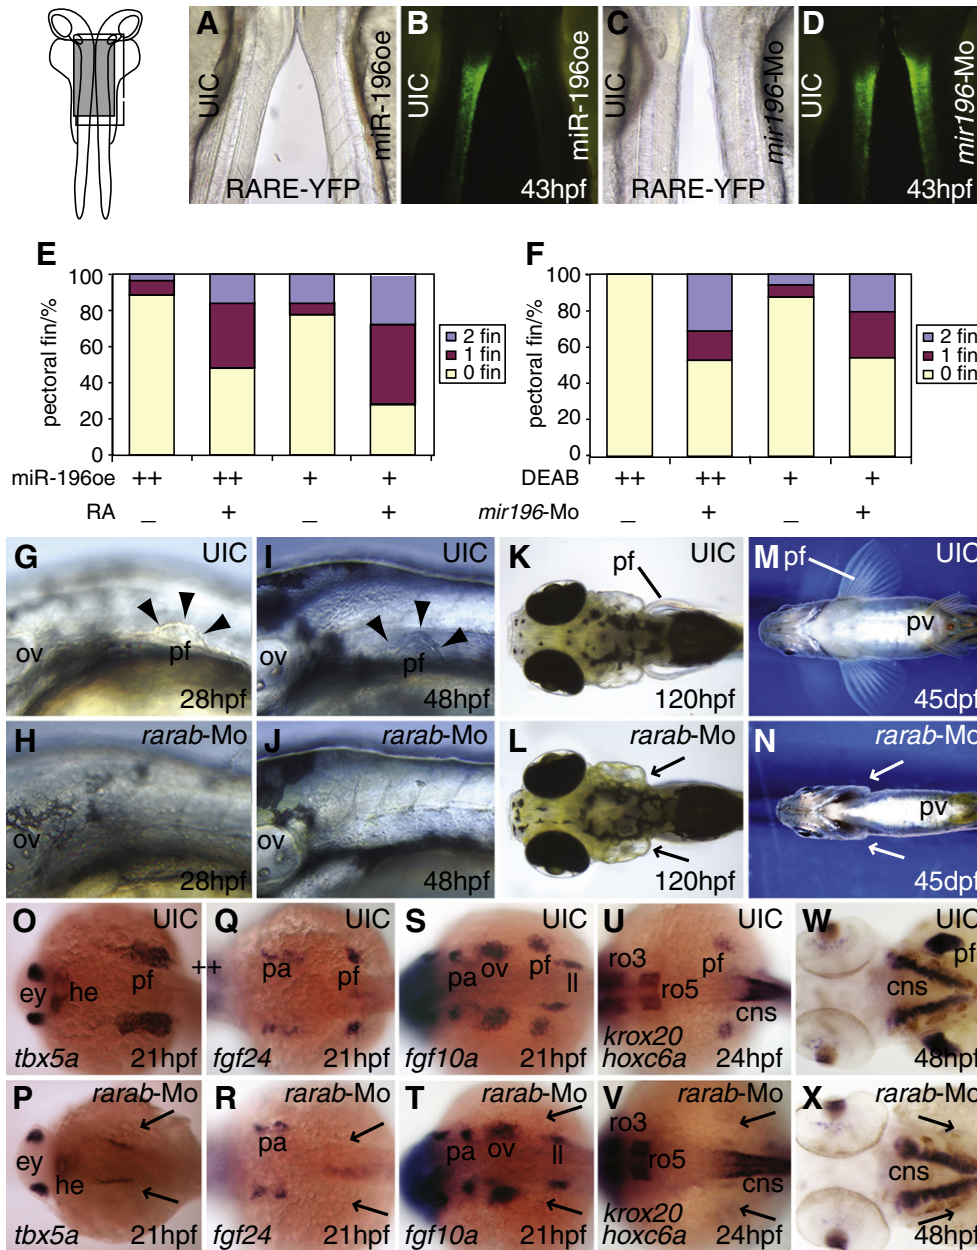 A
UIC
miR-196oe
RARE-YFP
B
UIC
miR-196oe
43hpf
C
UIC
mir196-Mo
RARE-YFP
D
UIC
mir196-Mo
43hpf
E
pectoral fin/%
100
80
60
40
20
0
2 fin
1 fin
0 fin
miR-196oe ++ ++ + +
RA – + – +
F
pectoral fin/%
100
80
60
40
20
0
2 fin
1 fin
0 fin
DEAB ++ ++ + +
mir196-Mo – + – +
G
UIC
ov
pf
28hpf
I
UIC
ov
pf
48hpf
K
UIC
pf
120hpf
M
UIC
pf
pv
45dpf
H
rarab-Mo
ov
28hpf
J
rarab-Mo
ov
48hpf
L
rarab-Mo
120hpf
N
rarab-Mo
pv
45dpf
O
UIC
ey
he
pf
tbx5a
21hpf
++
Q
UIC
pa
pf
fgf24
21hpf
S
UIC
pa
ov
pf
ll
fgf10a
21hpf
U
UIC
ro3
pf
ro5
cns
krox20
hoxc6a
24hpf
W
UIC
pf
cns
48hpf
P
rarab-Mo
ey
he
tbx5a
21hpf
R
rarab-Mo
pa
fgf24
21hpf
T
rarab-Mo
pa
ov
ll
fgf10a
21hpf
V
rarab-Mo
ro3
ro5
cns
krox20
hoxc6a
24hpf
X
rarab-Mo
cns
48hpf